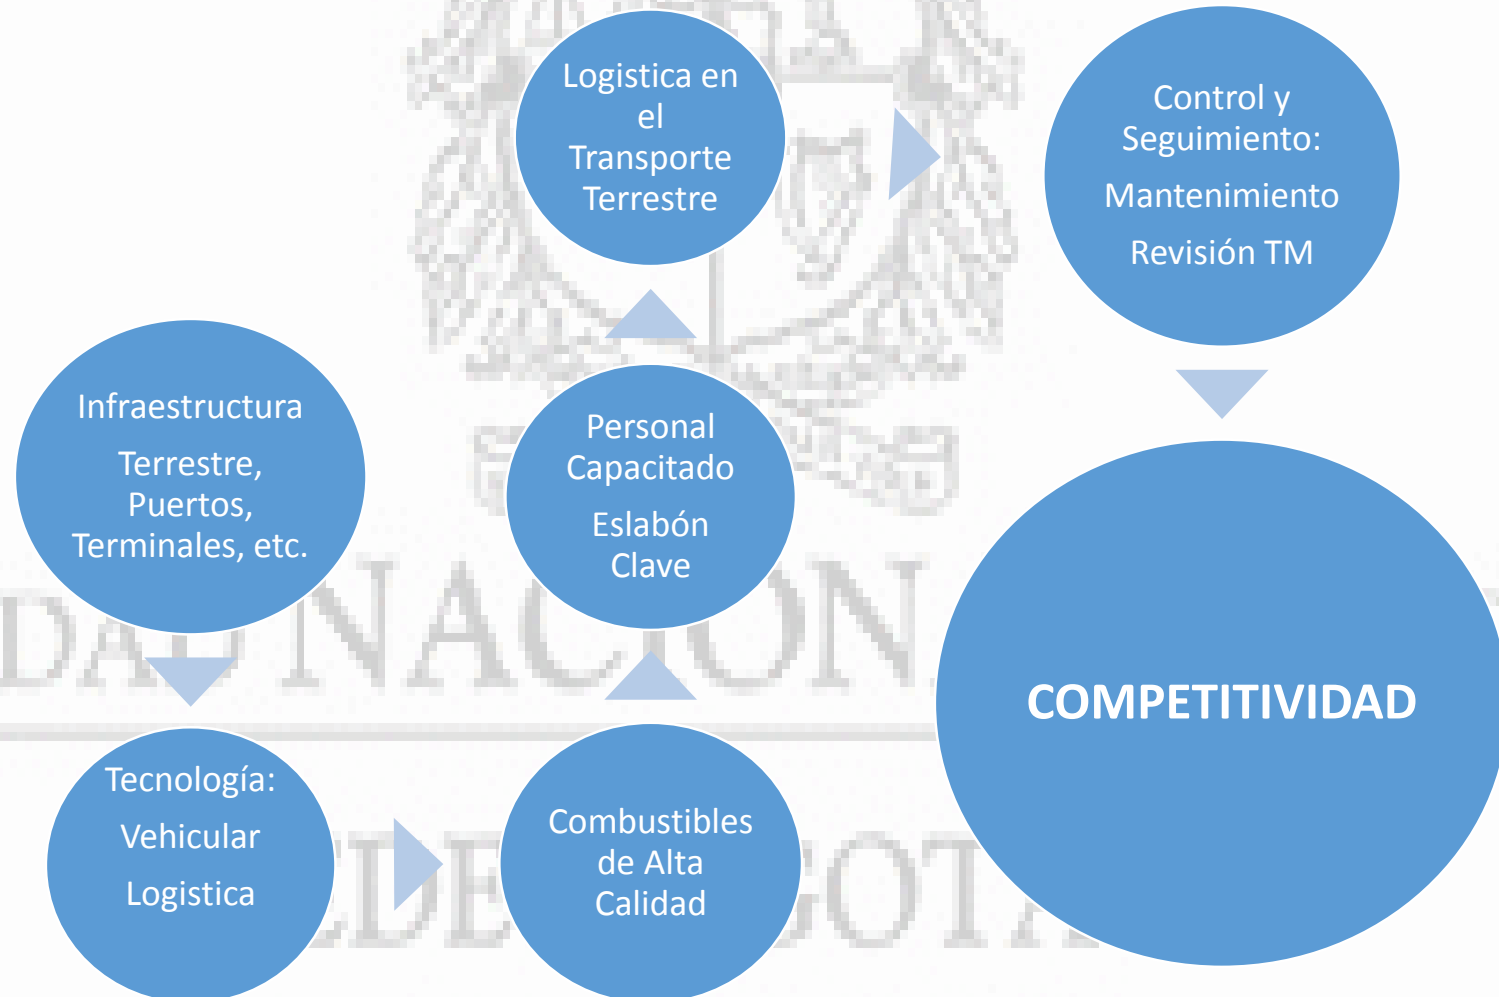 Infraestructura
Terrestre,
Puertos,
Terminales, etc.
Tecnología:
Vehicular
Logistica
Combustibles
de Alta
Calidad
Personal
Capacitado
Eslabón
Clave
Logistica en
el
Transporte
Terrestre
Control y
Seguimiento:
Mantenimiento
Revisión TM
COMPETITIVIDAD